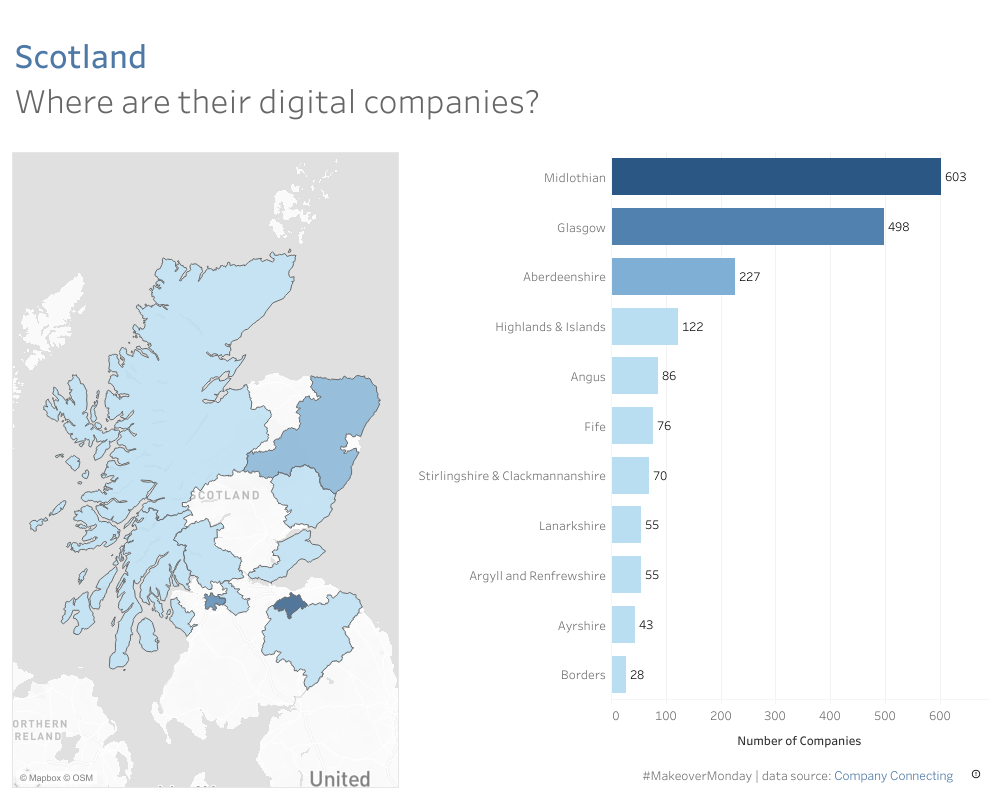 Scotland
Where are their digital companies?
SCOTLAND
ORTHERN
RELAND
© Mapbox © OSM
United
Midlothian 603
Glasgow 498
Aberdeenshire 227
Highlands & Islands 122
Angus 86
Fife 76
Stirlingshire & Clackmannanshire 70
Lanarkshire 55
Argyll and Renfrewshire 55
Ayrshire 43
Borders 28
0 100 200 300 400 500 600
Number of Companies
#MakeoverMonday | data source: Company Connecting